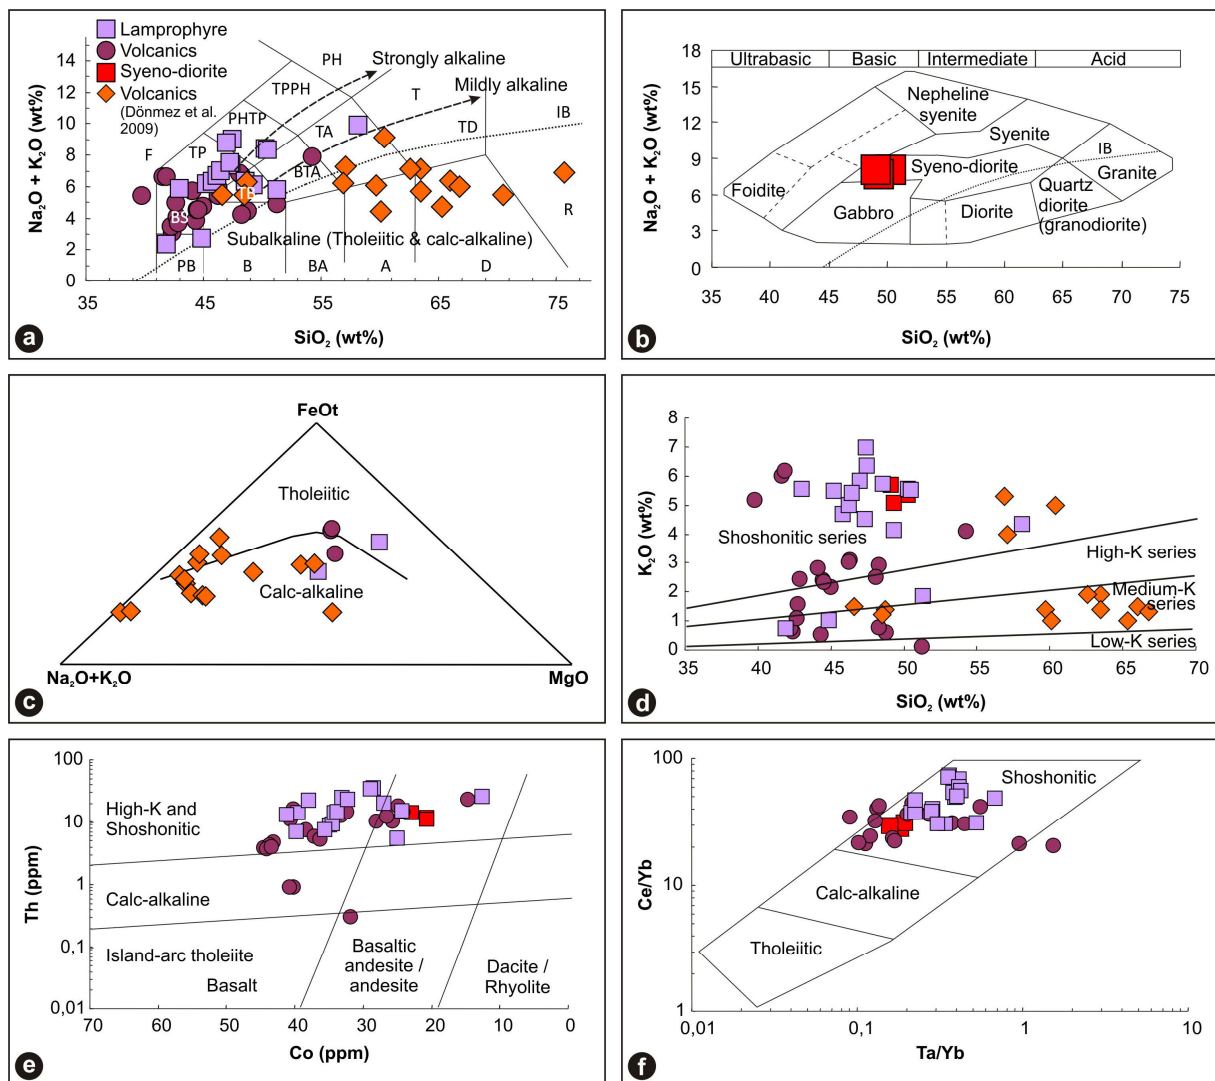 Lamprophyre
Volcanics
Syeno-diorite
Volcanics
(Dönmez et al.
2009)
Na₂O + K₂O (wt%)
14
12
10
8
6
4
2
0
35
45
55
65
75
SiO₂ (wt%)
PH
Strongly alkaline
TPPH
T
Mildly alkaline
PHTP
IB
TA
TD
F
TP
BTA
TB
BS
R
Subalkaline (Tholeiitic & calc-alkaline)
PB
B
BA
A
D
a
Na₂O + K₂O (wt%)
18
15
12
9
6
3
0
Ultrabasic
Basic
Intermediate
Acid
Nepheline
syenite
Syenite
IB
Syeno-diorite
Granite
Foidite
Gabbro
Diorite
Quartz
diorite
(granodiorite)
35
40
45
50
55
60
65
70
75
SiO₂ (wt%)
b
FeOt
Tholeiitic
Calc-alkaline
Na₂O+K₂O
MgO
c
K₂O (wt%)
8
7
6
5
4
3
2
1
0
Shoshonitic series
High-K series
Medium-K
series
Low-K series
35
40
45
50
55
60
65
70
SiO₂ (wt%)
d
Th (ppm)
100
10
1
0,1
0,01
High-K and
Shoshonitic
Calc-alkaline
Island-arc tholeiite
Basalt
Basaltic
andesite /
andesite
Dacite /
Rhyolite
70
60
50
40
30
20
10
0
Co (ppm)
e
Ce/Yb
100
10
1
Shoshonitic
Calc-alkaline
Tholeiitic
0,01
0,1
1
10
Ta/Yb
f